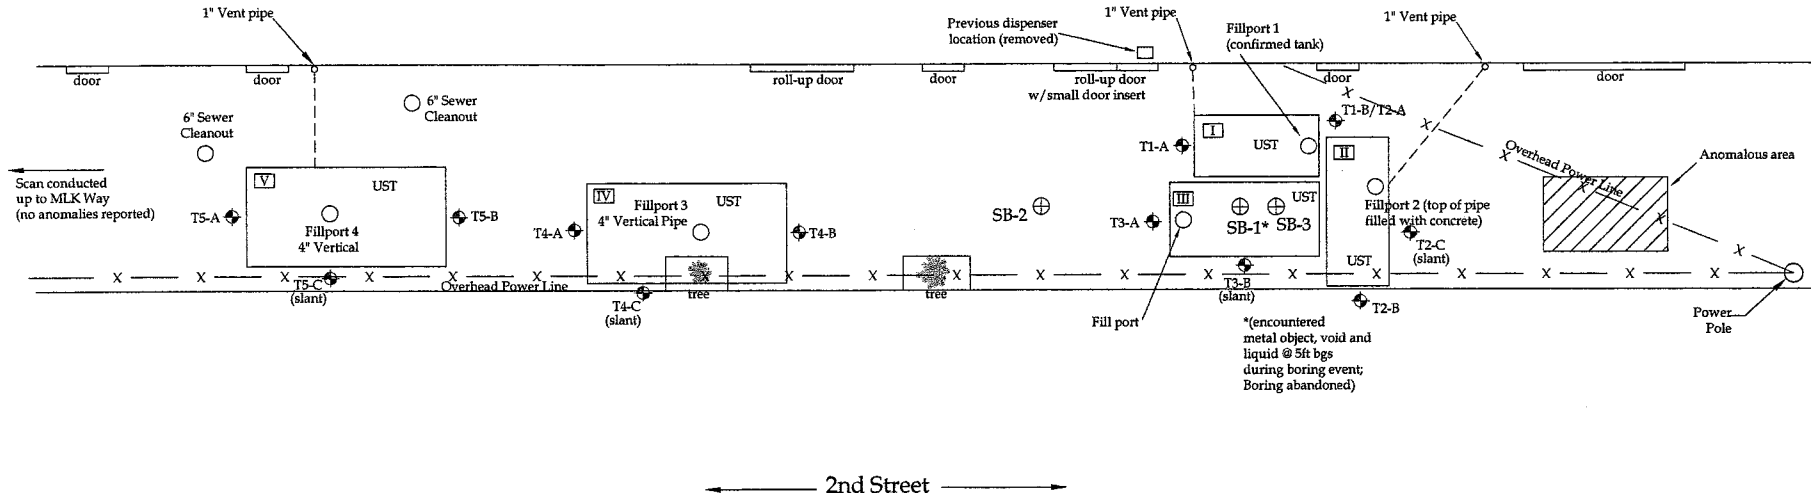 1" Vent pipe
Previous dispenser
location (removed)
1" Vent pipe
Fillport 1
(confirmed tank)
1" Vent pipe
door
door
roll-up door
door
roll-up door
w/small door insert
door
door
6" Sewer
Cleanout
6" Sewer
Cleanout
X
T1-B/T2-A
X
I
UST
T1-A
II
X
Overhead Power Line
Anomalous area
Scan conducted
up to MLK Way
(no anomalies reported)
V
UST
T5-A
Fillport 4
4" Vertical
T5-B
IV
UST
Fillport 3
4" Vertical Pipe
T4-A
T4-B
SB-2
III
UST
T3-A
SB-1*
SB-3
X
Fillport 2 (top of pipe
filled with concrete)
X
T2-C
(slant)
X
UST
X X X X X X X X X X X X X X X X X X X X
T5-C
(slant)
Overhead Power Line
T4-C
(slant)
tree
tree
T3-B
(slant)
T2-B
Fill port
Power
Pole
*(encountered
metal object, void and
liquid @ 5ft bgs
during boring event;
Boring abandoned)
2nd Street